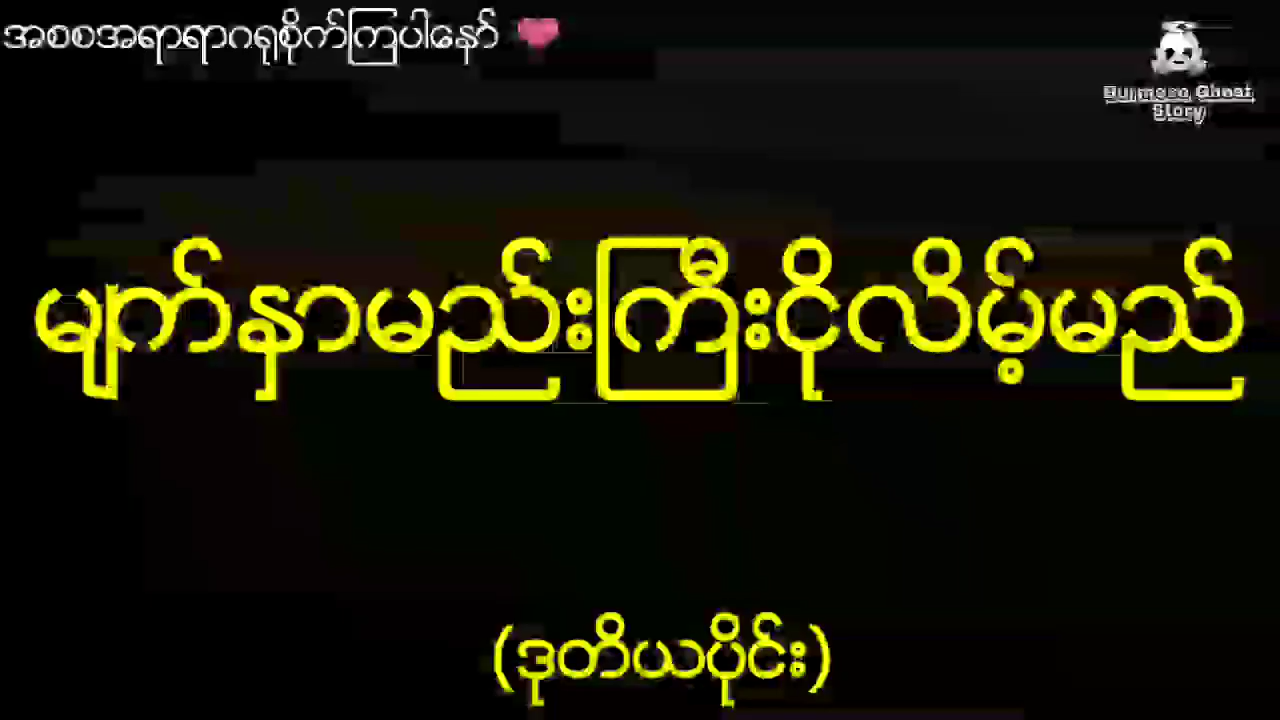 အစစအရာရာဂရုစိုက်ကြပါနော် 💗
Burmese Ghost
Story
မျက်နှာမည်းကြီးငိုလိမ့်မည်
(ဒုတိယပိုင်း)